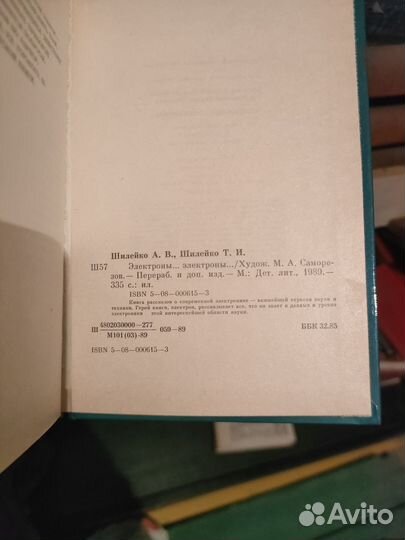 Шилейко А. В., Шилейко Т. И.
Ш57 Электроны... электроны.../Худож. М. А. Саморе-
зов.— Перераб. и доп. изд.— М.: Дет. лит., 1989.—
335 с.: ил.
ISBN 5—08—000615—3
Книга рассказов о современной электронике — важнейшей отрасли науки и
техники. Герой книги, электрон, рассказывает все, что он знает о данных и уроках
электроники этой интереснейшей области науки.
Ш 4802030000—277 059—89 ББК 32.85
М101(03)-89
ISBN 5—08—000615—3
Avito